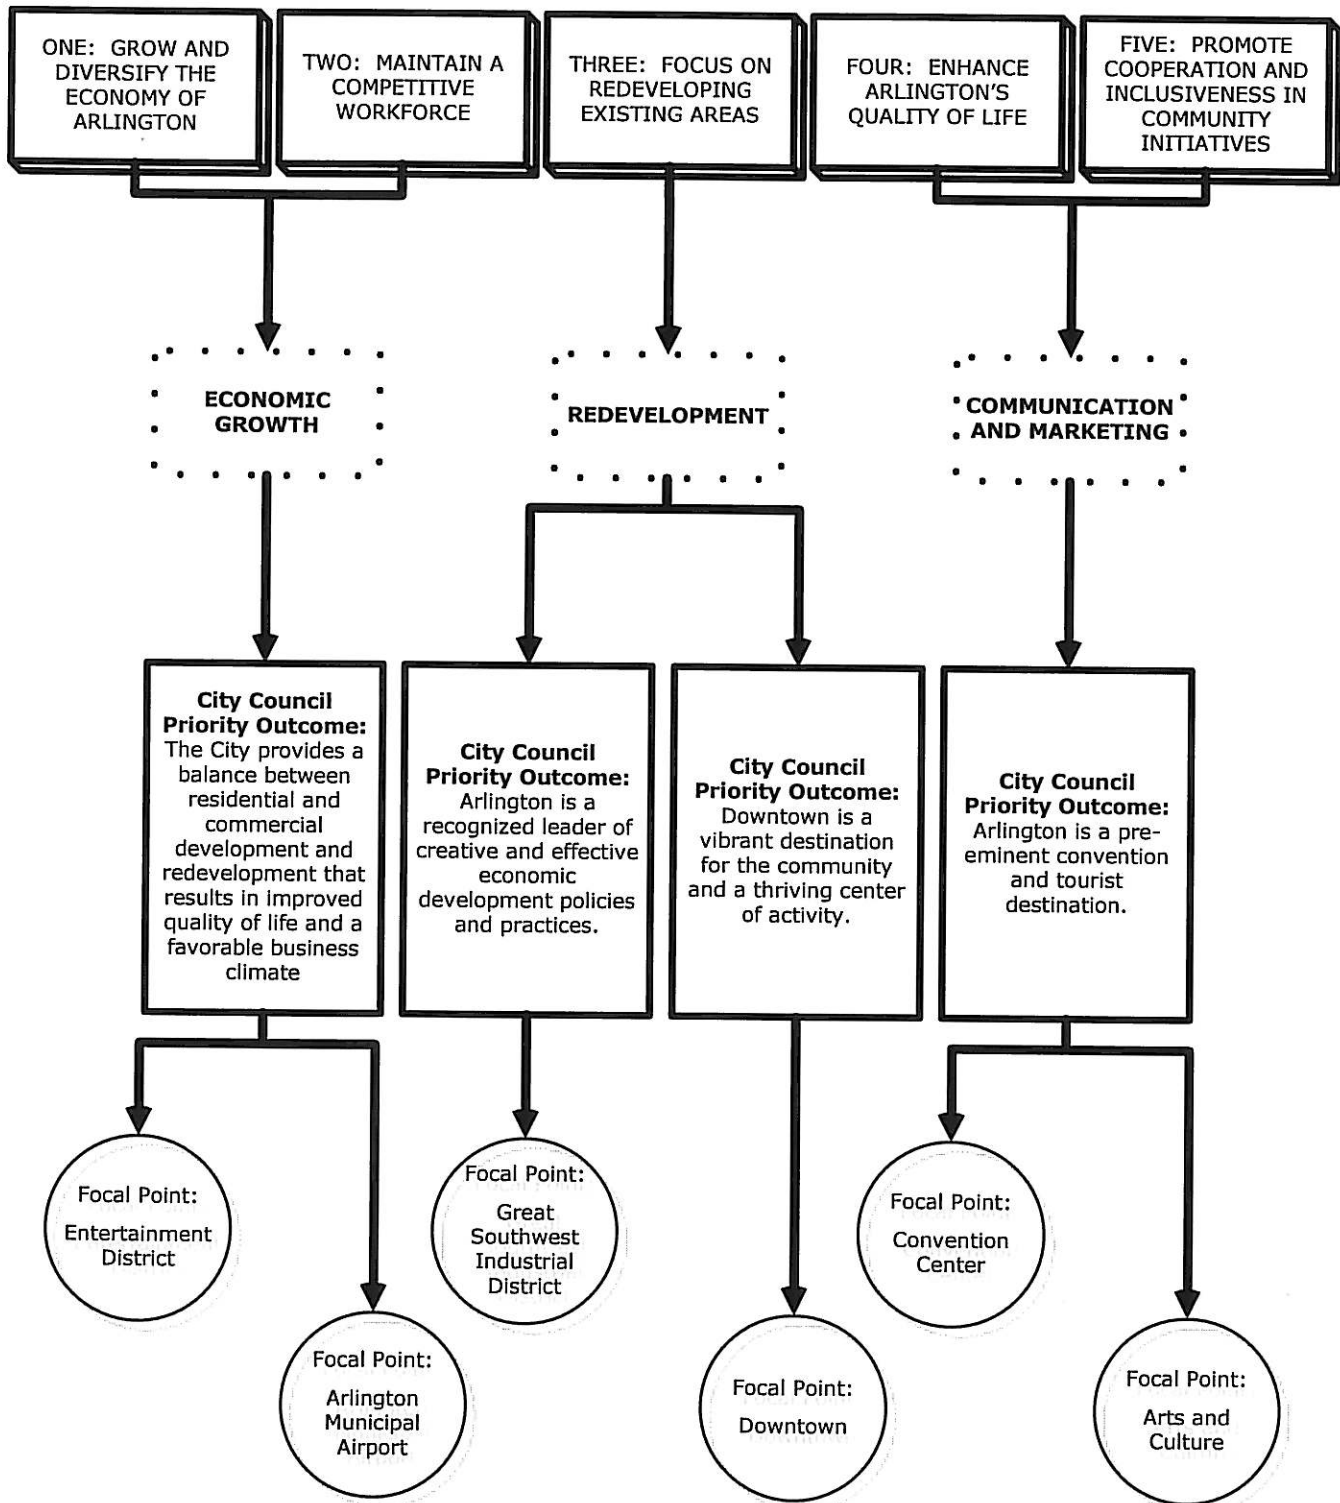 ONE: GROW AND
DIVERSIFY THE
ECONOMY OF
ARLINGTON
TWO: MAINTAIN A
COMPETITIVE
WORKFORCE
THREE: FOCUS ON
REDEVELOPING
EXISTING AREAS
FOUR: ENHANCE
ARLINGTON'S
QUALITY OF LIFE
FIVE: PROMOTE
COOPERATION AND
INCLUSIVENESS IN
COMMUNITY
INITIATIVES
ECONOMIC
GROWTH
REDEVELOPMENT
COMMUNICATION
AND MARKETING
City Council
Priority Outcome:
The City provides a
balance between
residential and
commercial
development and
redevelopment that
results in improved
quality of life and a
favorable business
climate
City Council
Priority Outcome:
Arlington is a
recognized leader of
creative and effective
economic
development policies
and practices.
City Council
Priority Outcome:
Downtown is a
vibrant destination
for the community
and a thriving center
of activity.
City Council
Priority Outcome:
Arlington is a pre-
eminent convention
and tourist
destination.
Focal Point:
Entertainment
District
Focal Point:
Arlington
Municipal
Airport
Focal Point:
Great
Southwest
Industrial
District
Focal Point:
Downtown
Focal Point:
Convention
Center
Focal Point:
Arts and
Culture